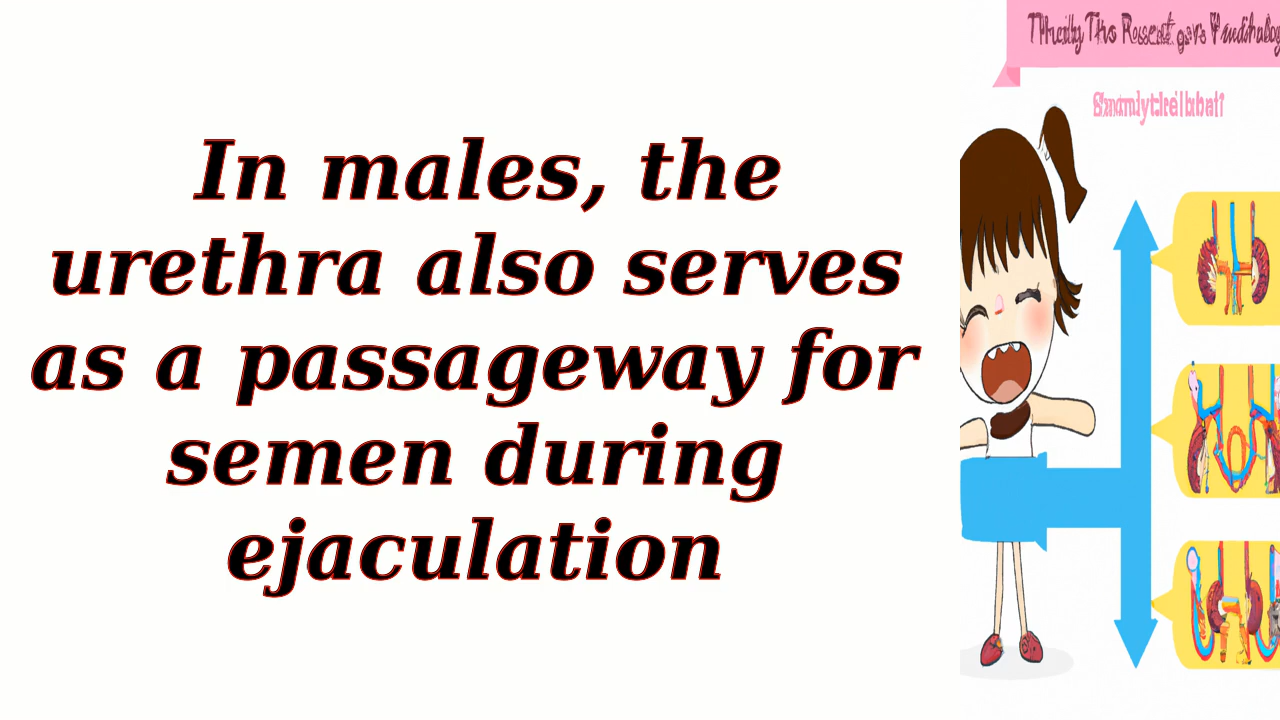 In males, the
urethra also serves
as a passageway for
semen during
ejaculation